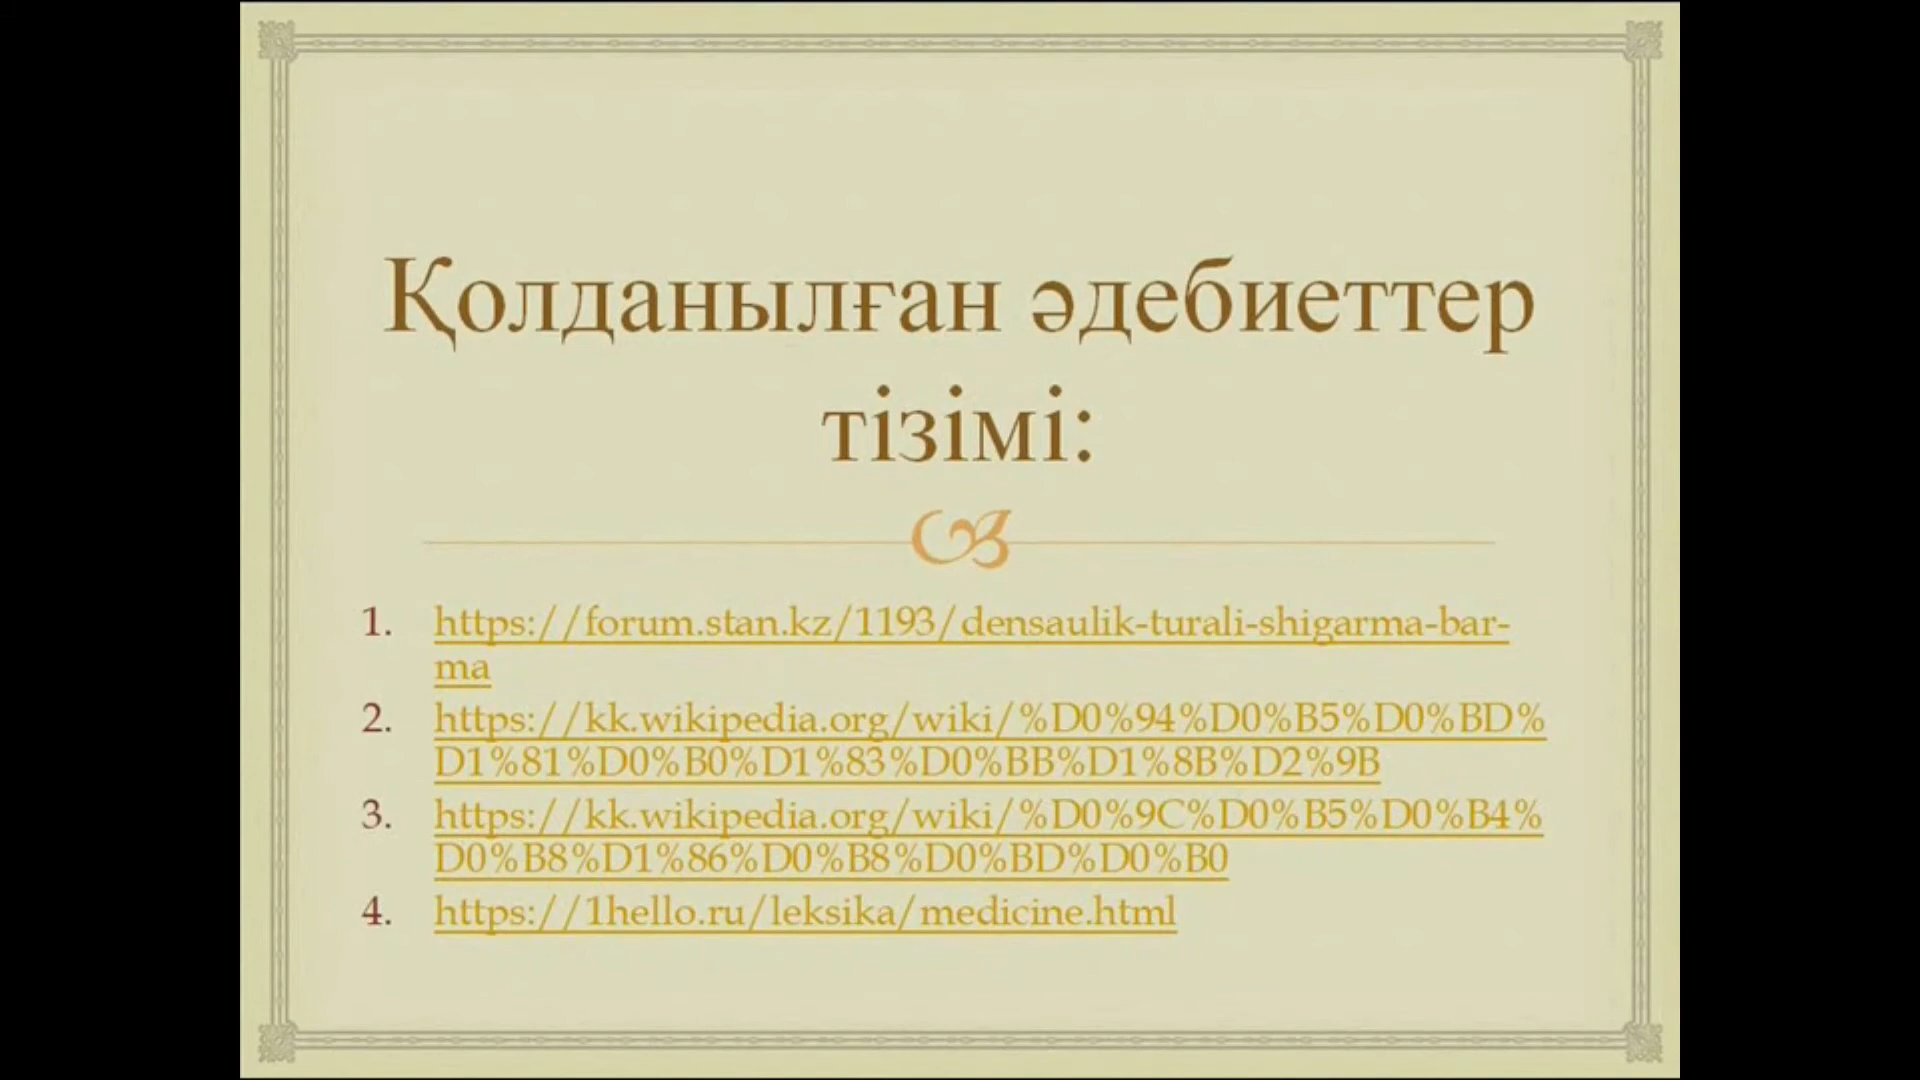 Қолданылған әдебиеттер
тізімі:
1. https://forum.stan.kz/1193/densaulik-turali-shigarma-bar-
ma
2. https://kk.wikipedia.org/wiki/%D0%94%D0%B5%D0%BD%
D1%81%D0%B0%D1%83%D0%BB%D1%8B%D2%9B
3. https://kk.wikipedia.org/wiki/%D0%9C%D0%B5%D0%B4%
D0%B8%D1%86%D0%B8%D0%BD%D0%B0
4. https://1hello.ru/leksika/medicine.html